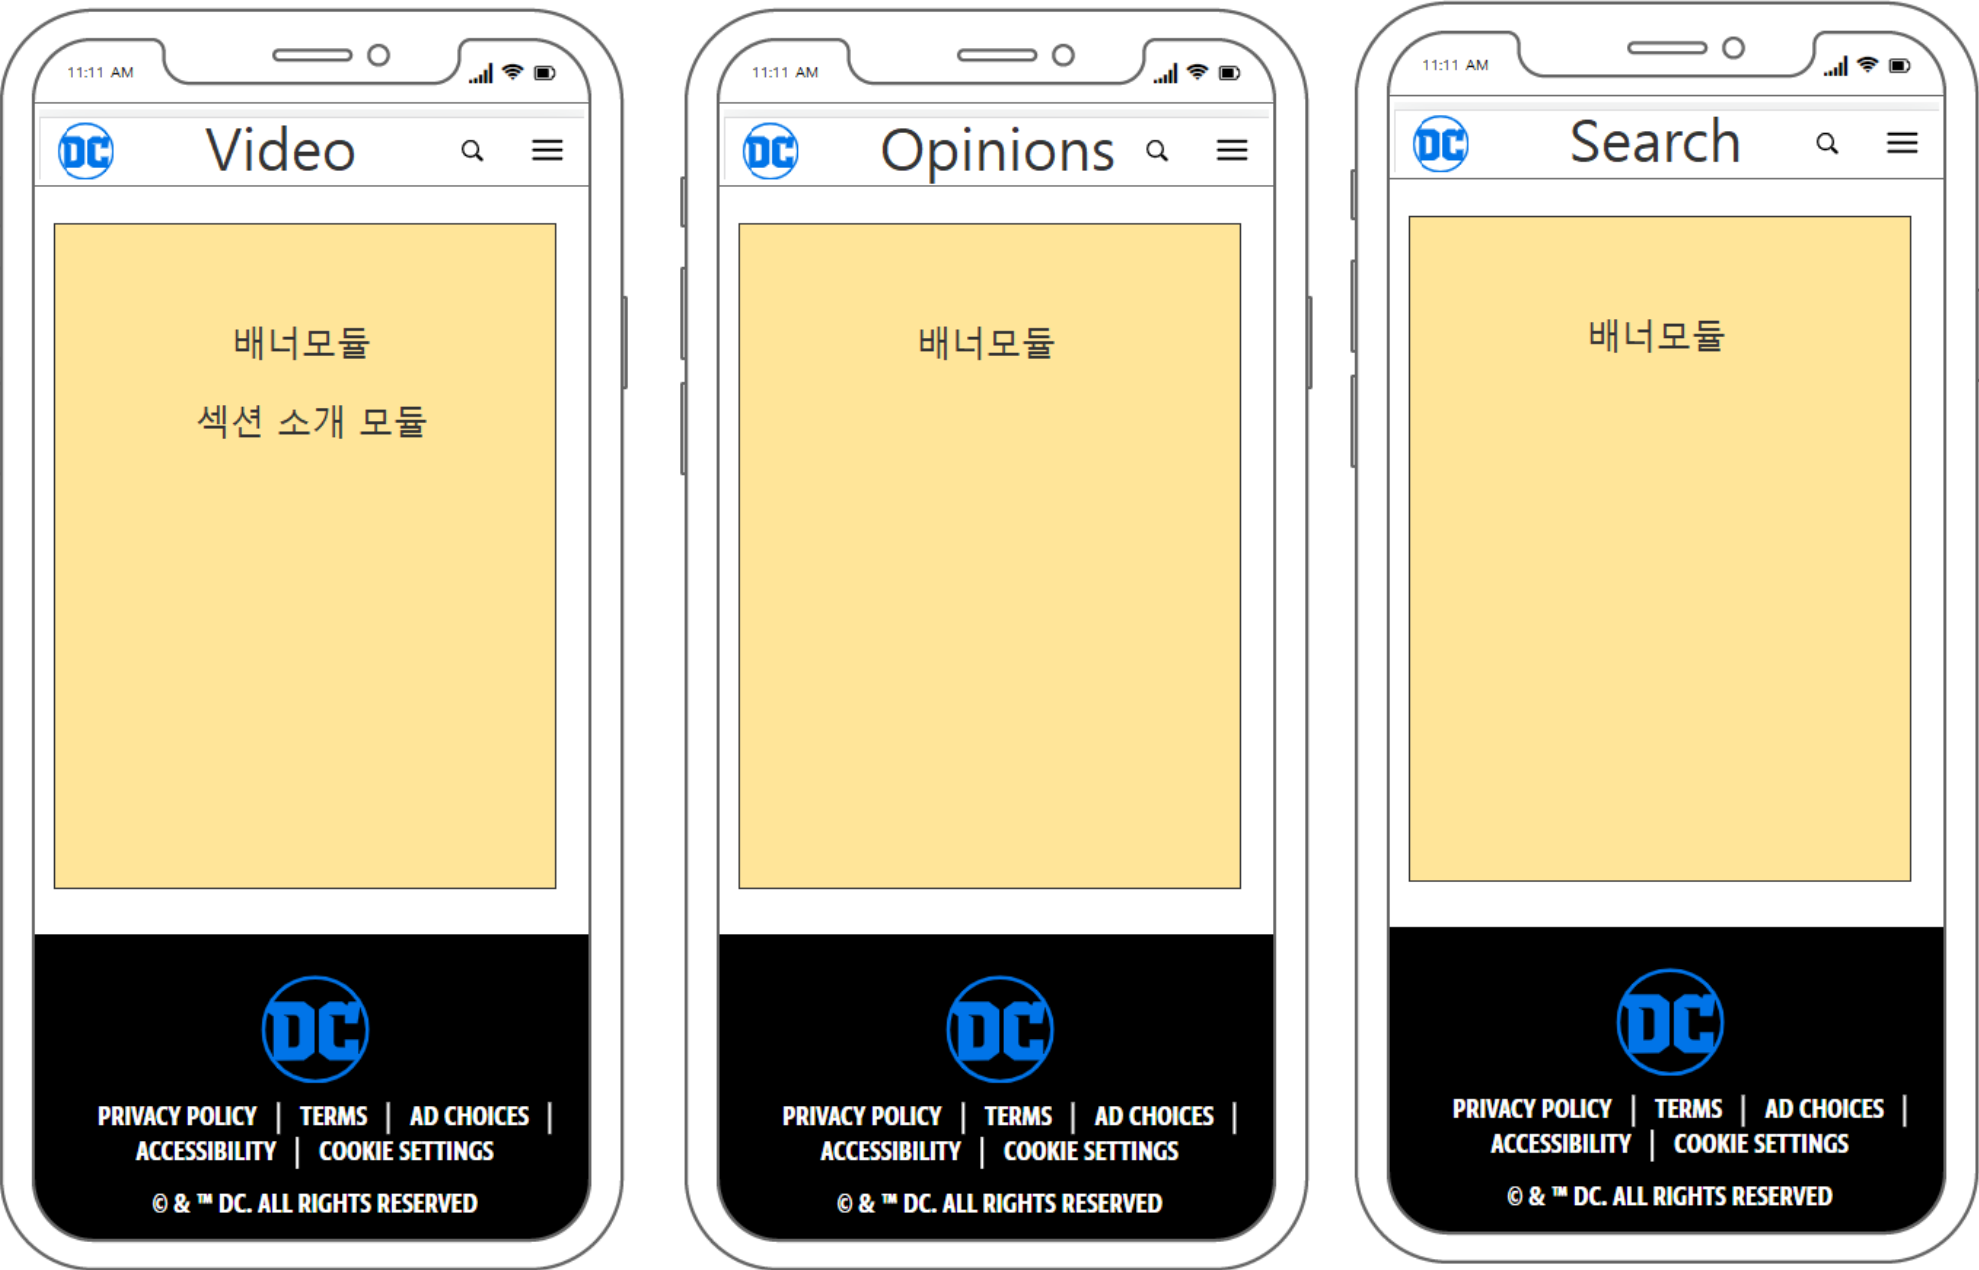 11:11 AM
DC
Video
배너모듈
섹션 소개 모듈
DC
PRIVACY POLICY | TERMS | AD CHOICES |
ACCESSIBILITY | COOKIE SETTINGS
© & ™ DC. ALL RIGHTS RESERVED
11:11 AM
DC
Opinions
배너모듈
DC
PRIVACY POLICY | TERMS | AD CHOICES |
ACCESSIBILITY | COOKIE SETTINGS
© & ™ DC. ALL RIGHTS RESERVED
11:11 AM
DC
Search
배너모듈
DC
PRIVACY POLICY | TERMS | AD CHOICES |
ACCESSIBILITY | COOKIE SETTINGS
© & ™ DC. ALL RIGHTS RESERVED